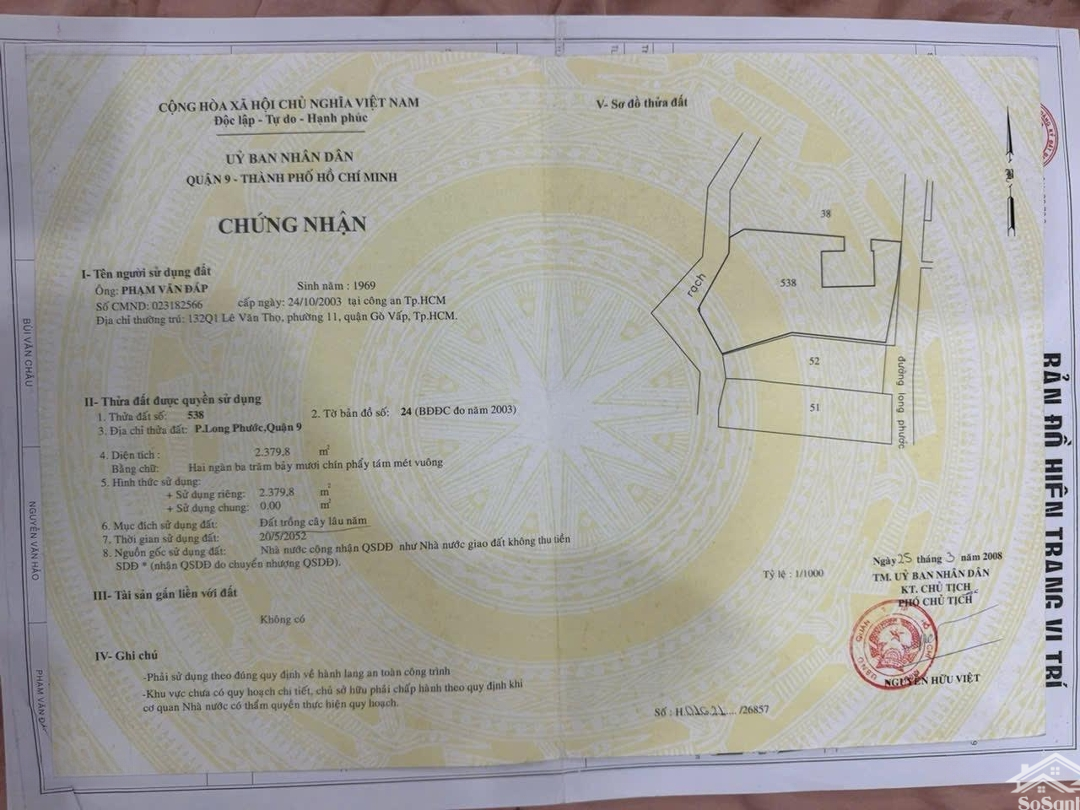 CỘNG HÒA XÃ HỘI CHỦ NGHĨA VIỆT NAM
Độc lập - Tự do - Hạnh phúc
UỶ BAN NHÂN DÂN
QUẬN 9 - THÀNH PHỐ HỒ CHÍ MINH
CHỨNG NHẬN
I- Tên người sử dụng đất
Ông: PHẠM VĂN ĐÁP Sinh năm : 1969
Số CMND: 023182566 cấp ngày: 24/10/2003 tại công an Tp.HCM
Địa chỉ thường trú: 132Q1 Lê Văn Thọ, phường 11, quận Gò Vấp, Tp.HCM.
II- Thửa đất được quyền sử dụng
1. Thửa đất số: 538 2. Tờ bản đồ số: 24 (BĐĐC đo năm 2003)
3. Địa chỉ thửa đất: P.Long Phước,Quận 9
4. Diện tích : 2.379,8 m²
Bằng chữ: Hai ngàn ba trăm bảy mươi chín phẩy tám mét vuông
5. Hình thức sử dụng:
+ Sử dụng riêng: 2.379,8 m²
+ Sử dụng chung: 0.00 m²
6. Mục đích sử dụng đất: Đất trồng cây lâu năm
7. Thời gian sử dụng đất: 20/5/2052
8. Nguồn gốc sử dụng đất: Nhà nước công nhận QSDĐ như Nhà nước giao đất không thu tiền
SDĐ * (nhận QSDĐ do chuyển nhượng QSDĐ).
III- Tài sản gắn liền với đất
Không có
IV- Ghi chú
-Phải sử dụng theo đúng quy định về hành lang an toàn công trình
-Khu vực chưa có quy hoạch chi tiết, chủ sở hữu phải chấp hành theo quy định khi
cơ quan Nhà nước có thẩm quyền thực hiện quy hoạch.
V- Sơ đồ thửa đất
B
38
rạch
538
52
51
đường long phước
Tỷ lệ : 1/1000
Ngày 25 tháng 3 năm 2008
TM. UỶ BAN NHÂN DÂN
KT. CHỦ TỊCH
PHÓ CHỦ TỊCH
NGUYỄN HỮU VIỆT
Số : H.01621..../26857
BẢN ĐỒ HIỆN TRẠNG VỊ TRÍ
BÙI VĂN CHÂU
NGUYỄN VĂN HẢO
PHẠM VĂN